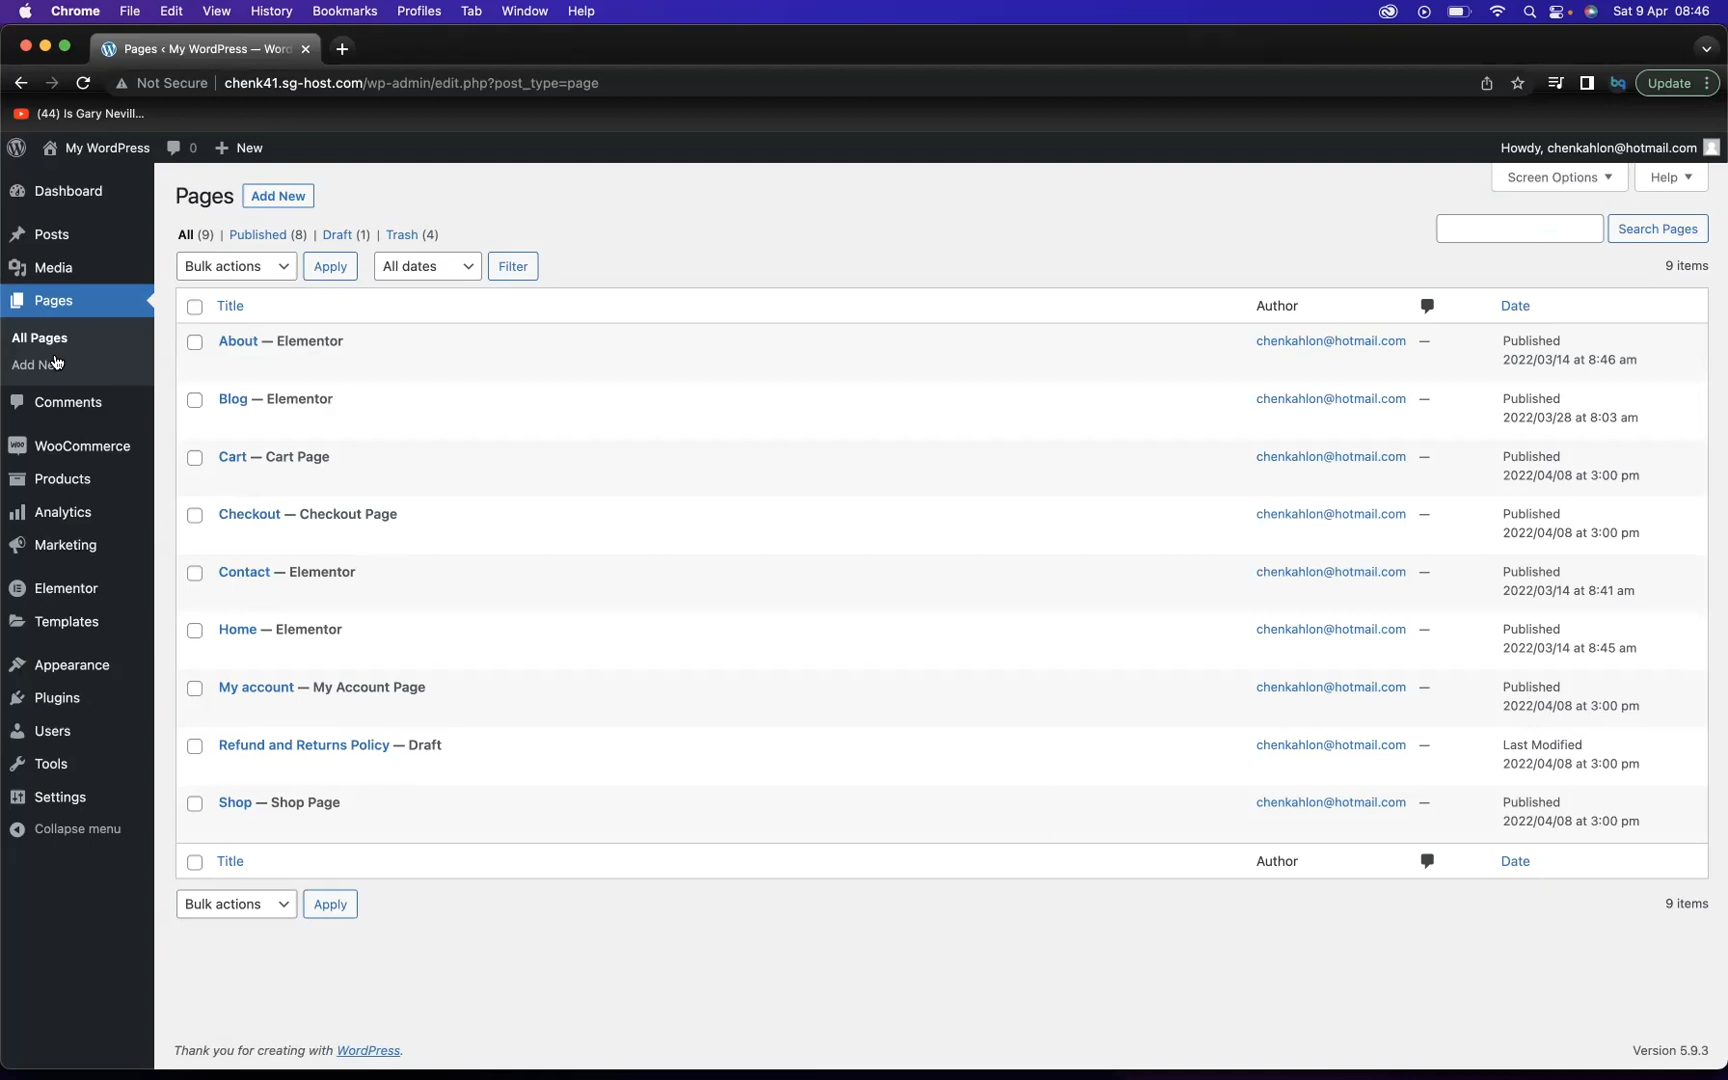 Chrome File Edit View History Bookmarks Profiles Tab Window Help Sat 9 Apr 08:46
Pages ‹ My WordPress — Word
Not Secure chenk41.sg-host.com/wp-admin/edit.php?post_type=page Update
(44) Is Gary Nevill...
My WordPress 0 + New Howdy, chenkahlon@hotmail.com
Dashboard
Posts
Media
Pages
All Pages
Add New
Comments
WooCommerce
Products
Analytics
Marketing
Elementor
Templates
Appearance
Plugins
Users
Tools
Settings
Collapse menu
Screen Options Help
Pages Add New
All (9) | Published (8) | Draft (1) | Trash (4)
Search Pages
Bulk actions Apply All dates Filter 9 items
Title Author Date
About — Elementor chenkahlon@hotmail.com — Published
2022/03/14 at 8:46 am
Blog — Elementor chenkahlon@hotmail.com — Published
2022/03/28 at 8:03 am
Cart — Cart Page chenkahlon@hotmail.com — Published
2022/04/08 at 3:00 pm
Checkout — Checkout Page chenkahlon@hotmail.com — Published
2022/04/08 at 3:00 pm
Contact — Elementor chenkahlon@hotmail.com — Published
2022/03/14 at 8:41 am
Home — Elementor chenkahlon@hotmail.com — Published
2022/03/14 at 8:45 am
My account — My Account Page chenkahlon@hotmail.com — Published
2022/04/08 at 3:00 pm
Refund and Returns Policy — Draft chenkahlon@hotmail.com — Last Modified
2022/04/08 at 3:00 pm
Shop — Shop Page chenkahlon@hotmail.com — Published
2022/04/08 at 3:00 pm
Title Author Date
Bulk actions Apply 9 items
Thank you for creating with WordPress. Version 5.9.3